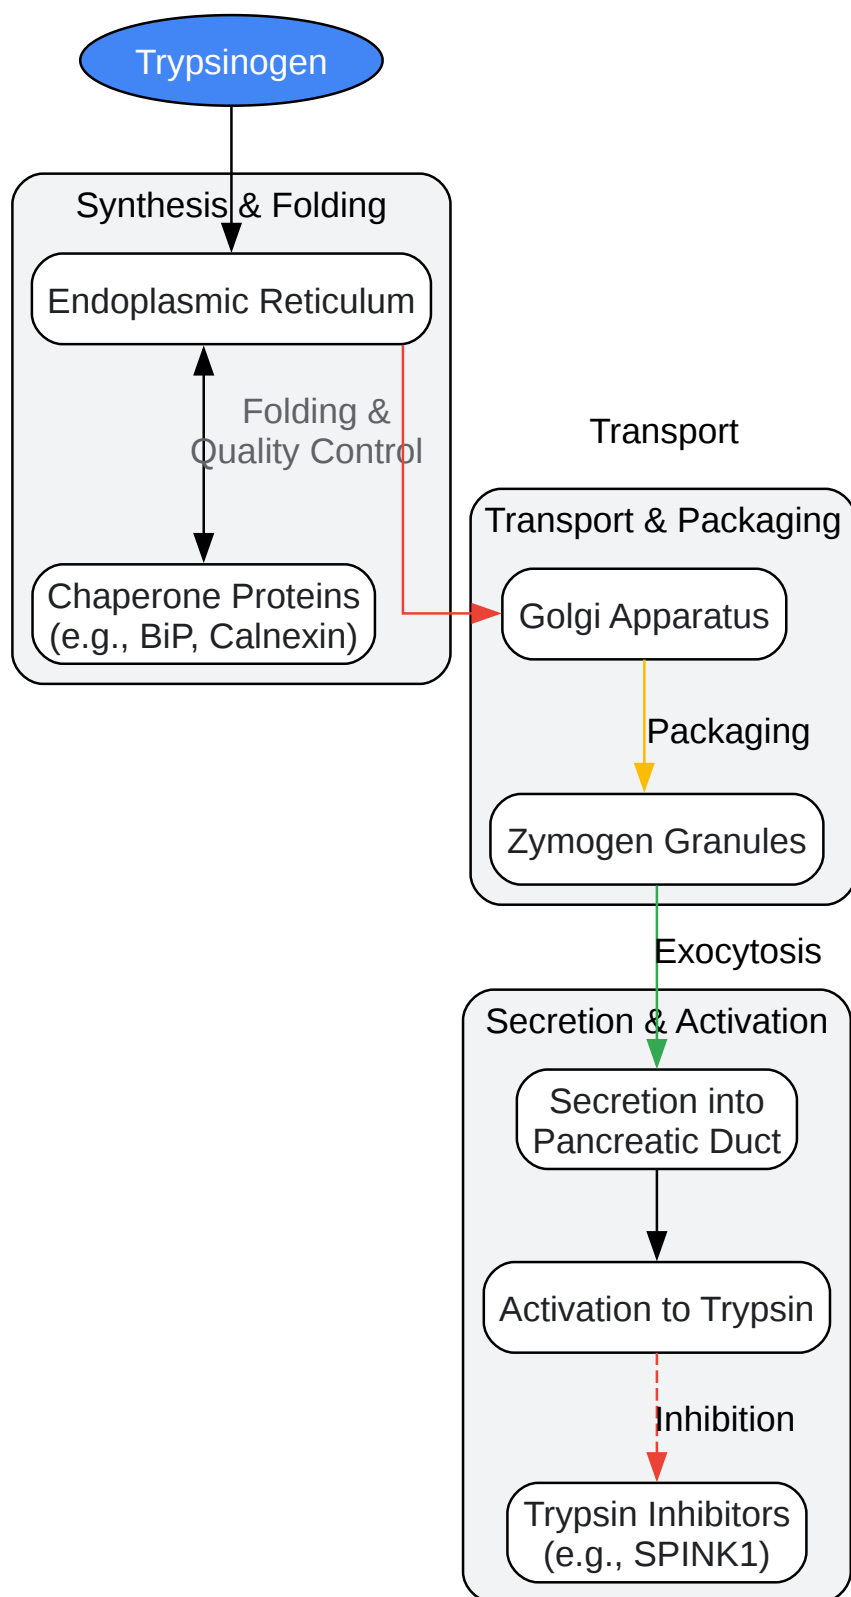 Trypsinogen
Synthesis & Folding
Endoplasmic Reticulum
Folding &
Quality Control
Chaperone Proteins
(e.g., BiP, Calnexin)
Transport
Transport & Packaging
Golgi Apparatus
Packaging
Zymogen Granules
Exocytosis
Secretion & Activation
Secretion into
Pancreatic Duct
Activation to Trypsin
Inhibition
Trypsin Inhibitors
(e.g., SPINK1)